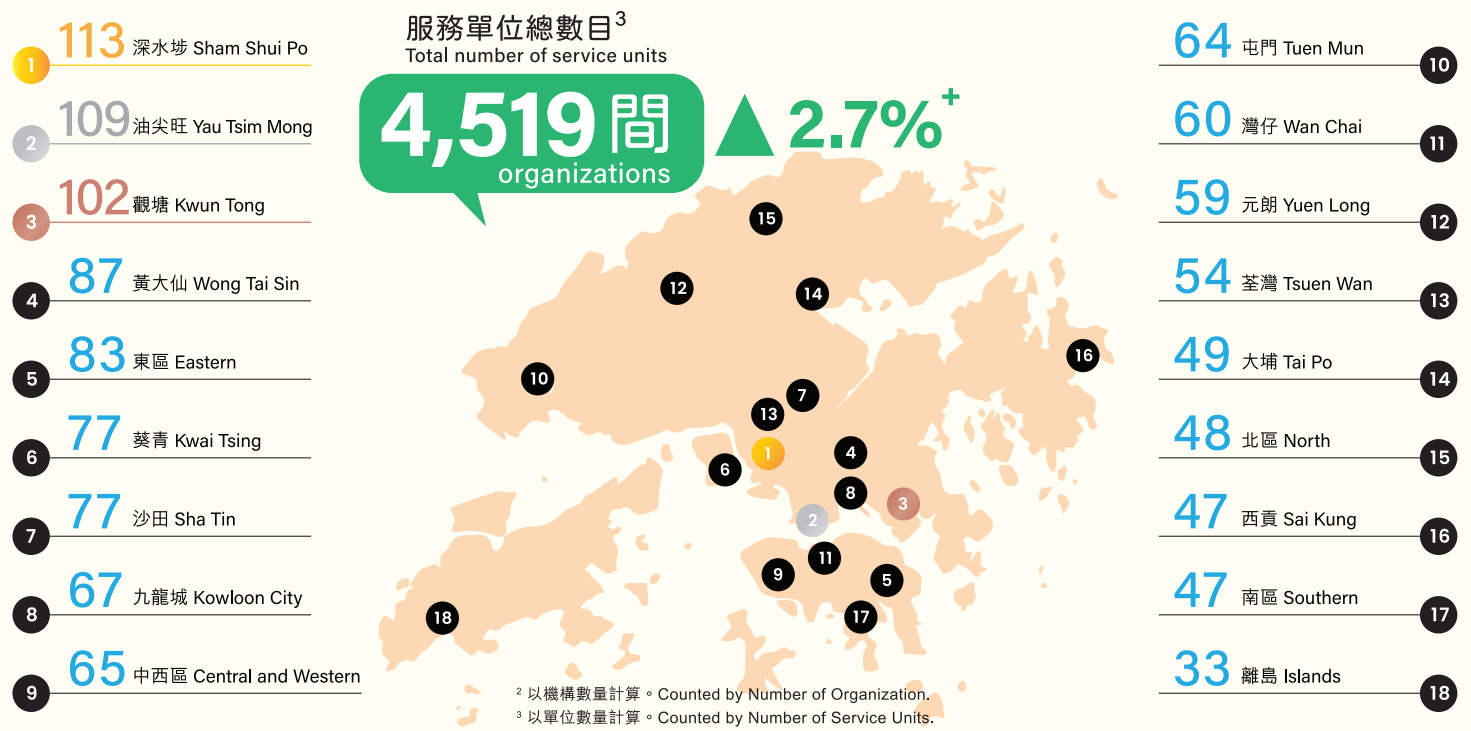 服務單位總數目3
Total number of service units
4,519 間
organizations
▲ 2.7%+
1 113 深水埗 Sham Shui Po
2 109 油尖旺 Yau Tsim Mong
3 102 觀塘 Kwun Tong
4 87 黃大仙 Wong Tai Sin
5 83 東區 Eastern
6 77 葵青 Kwai Tsing
7 77 沙田 Sha Tin
8 67 九龍城 Kowloon City
9 65 中西區 Central and Western
64 屯門 Tuen Mun 10
60 灣仔 Wan Chai 11
59 元朗 Yuen Long 12
54 荃灣 Tsuen Wan 13
49 大埔 Tai Po 14
48 北區 North 15
47 西貢 Sai Kung 16
47 南區 Southern 17
33 離島 Islands 18
15
12
14
16
10
7
13
1
4
6
8
3
2
11
9
5
17
18
2 以機構數量計算。Counted by Number of Organization.
3 以單位數量計算。Counted by Number of Service Units.